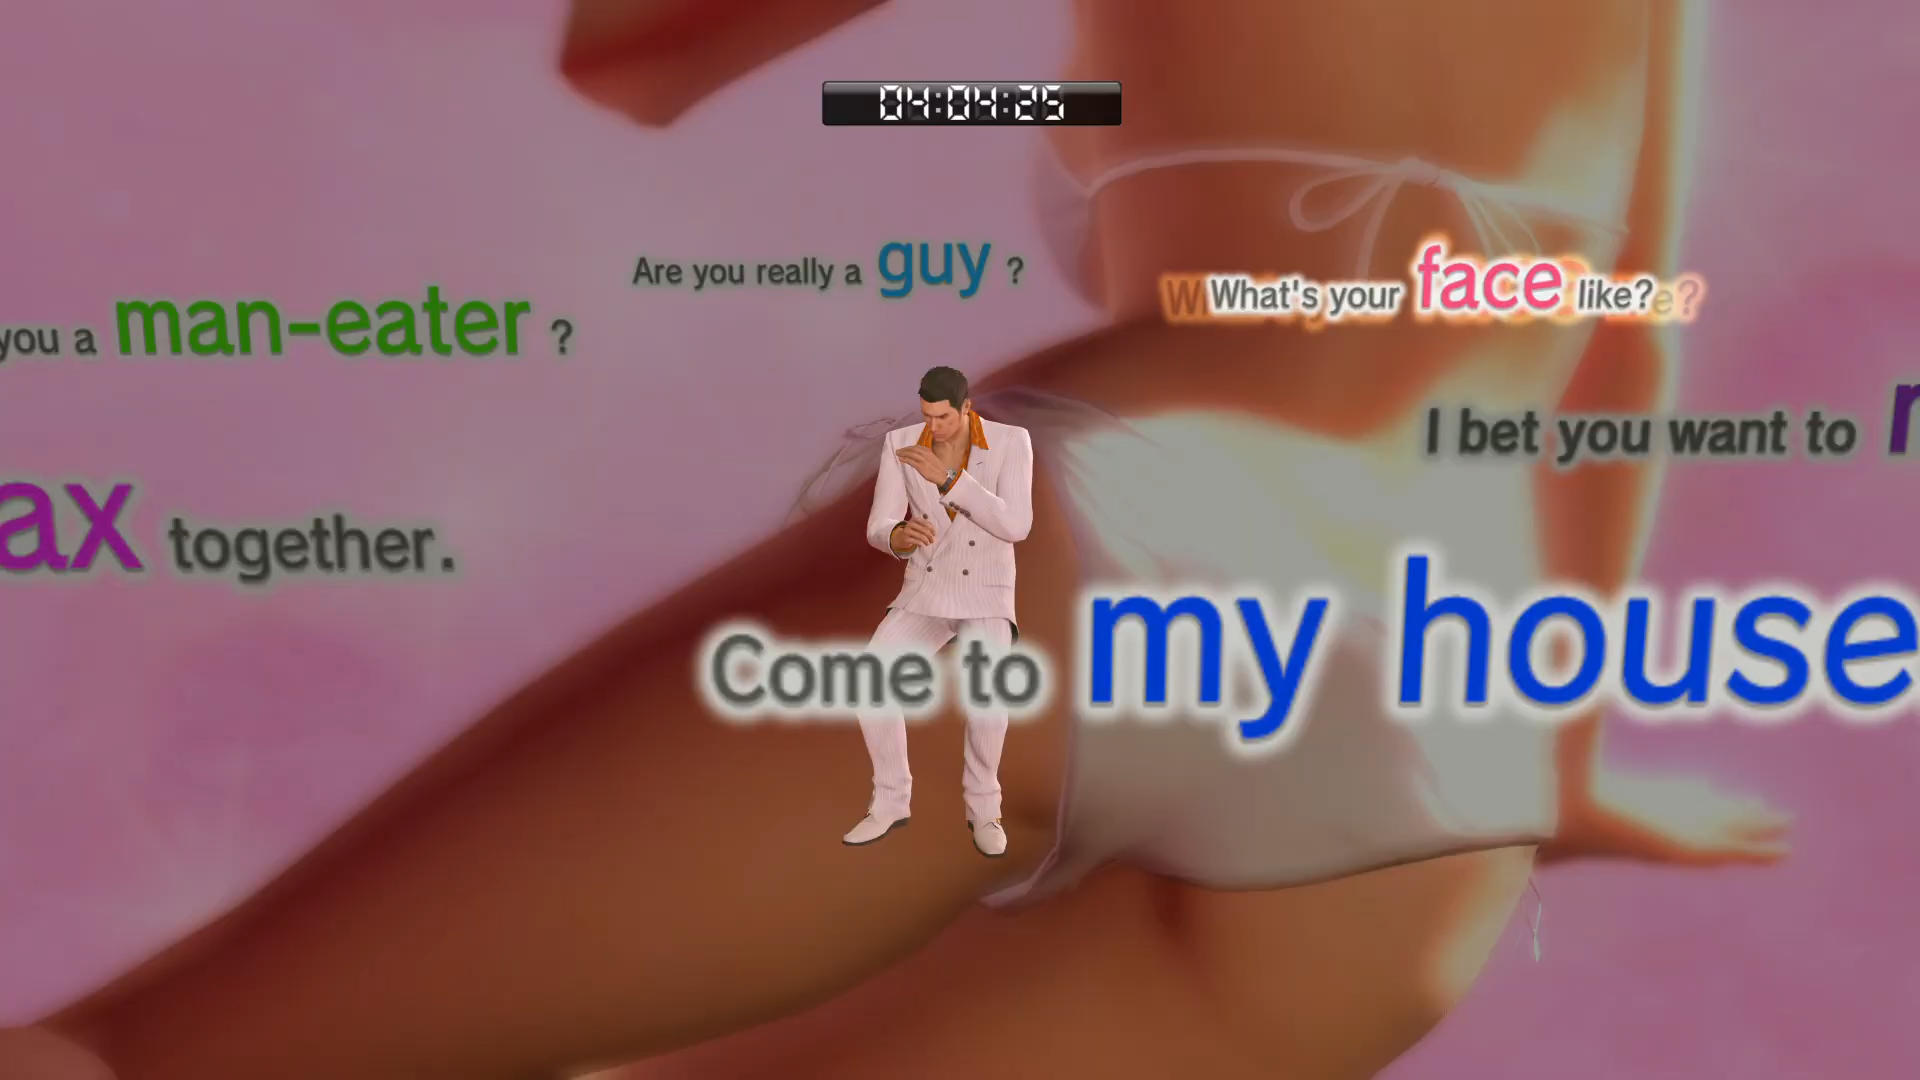 04:04:25
Are you really a guy ?
What's your face like?
you a man-eater ?
I bet you want to
ax together.
Come to my house